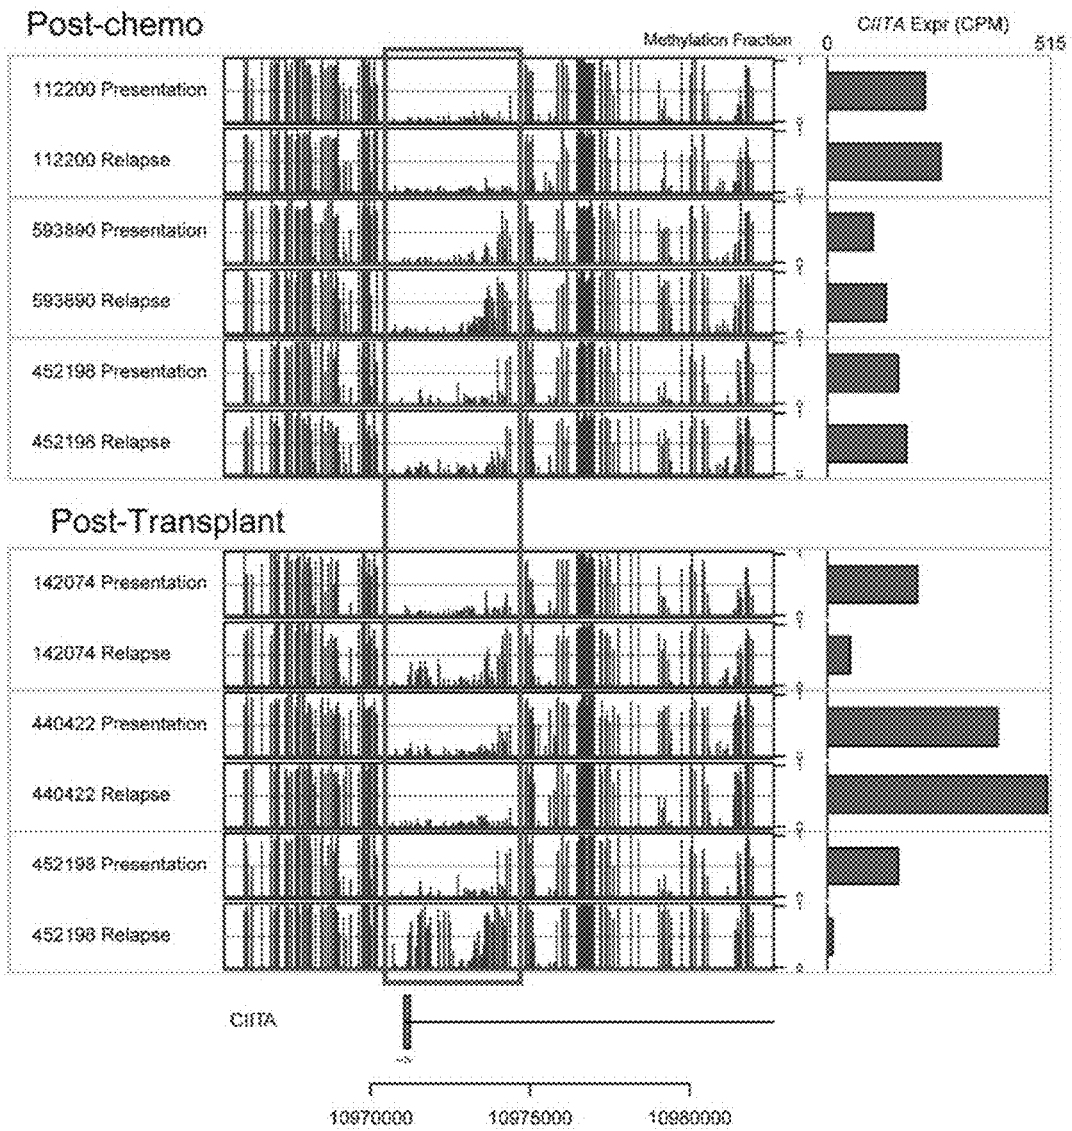 Post-chemo
Methylation Fraction
CIITA Expr (CPM)
0
515
112200 Presentation
112200 Relapse
593890 Presentation
593890 Relapse
452198 Presentation
452198 Relapse
Post-Transplant
142074 Presentation
142074 Relapse
440422 Presentation
440422 Relapse
452198 Presentation
452198 Relapse
CIITA
10970000 10975000 10980000